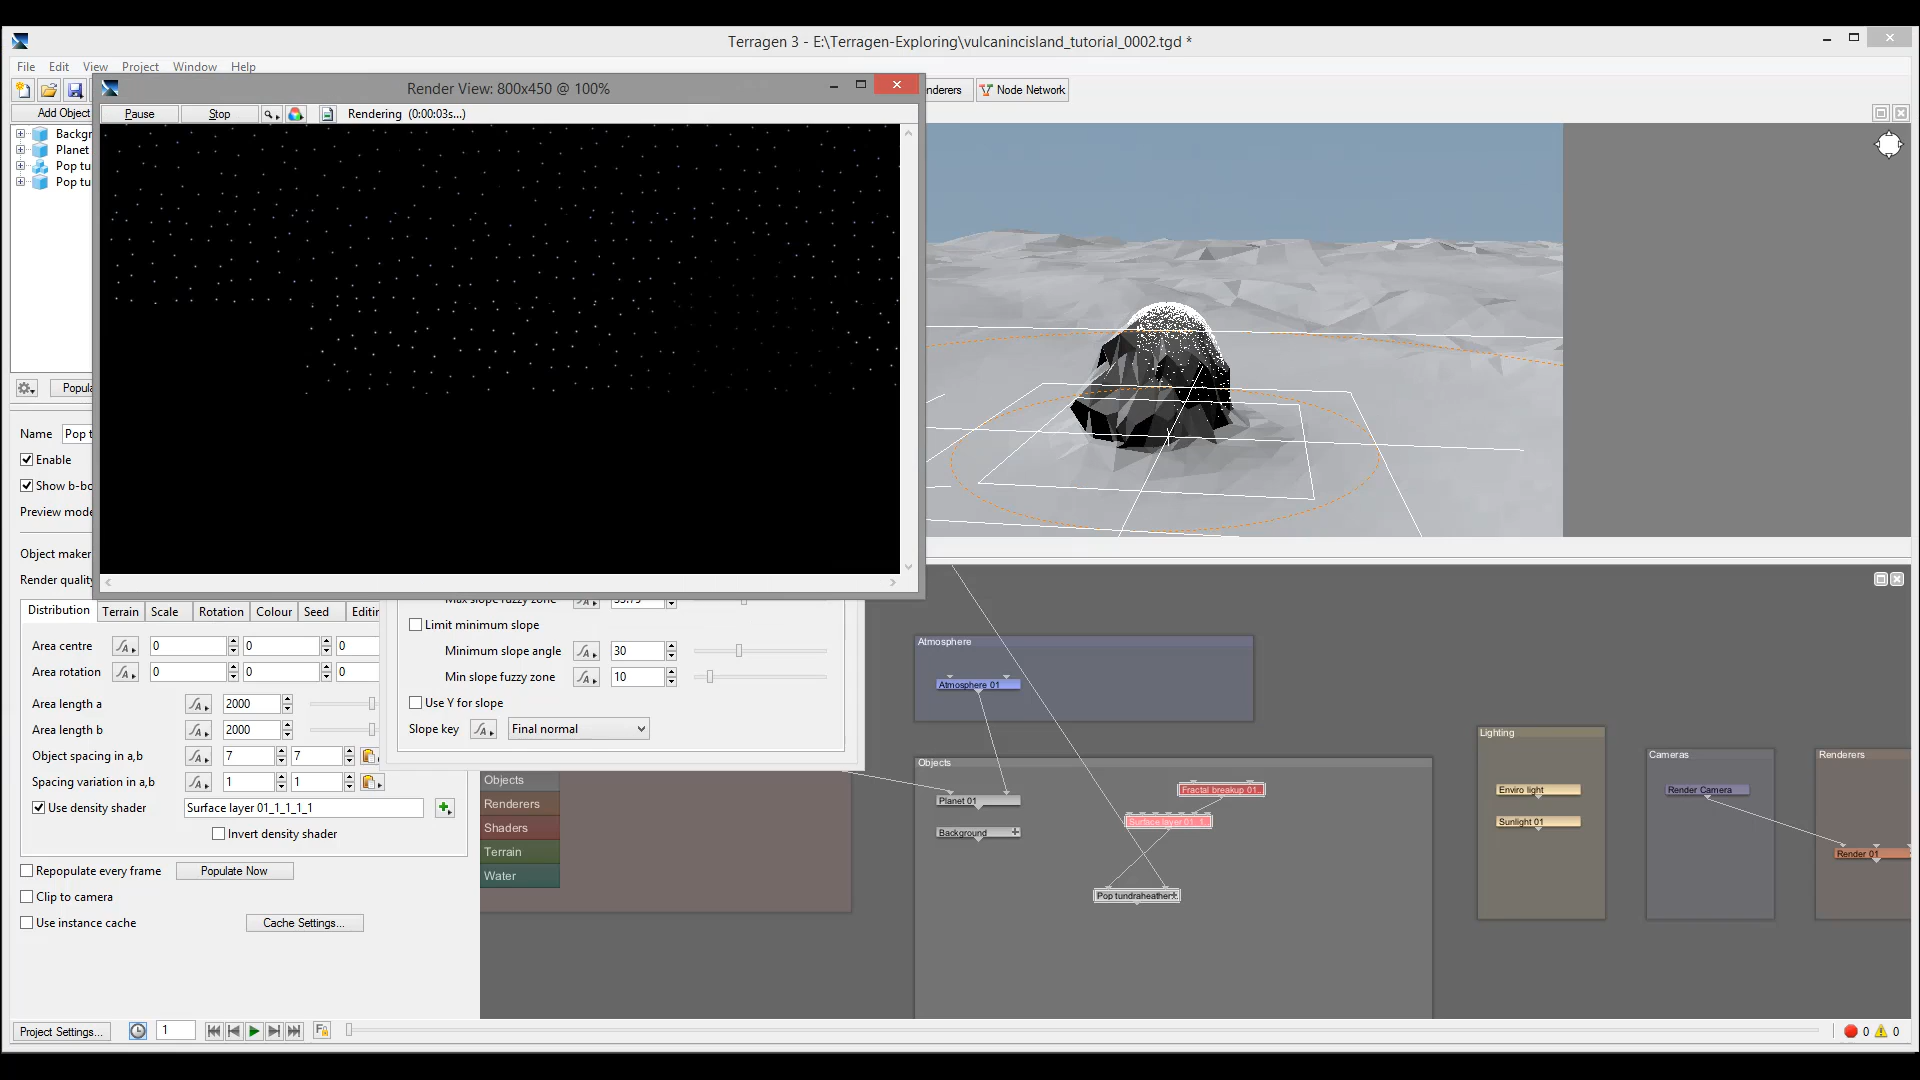 Terragen 3 - E:\Terragen-Exploring\vulcanincisland_tutorial_0002.tgd *
File Edit View Project Window Help
Render View: 800x450 @ 100%
nderers Node Network
Add Object
Pause Stop Rendering (0:00:03s...)
Backgr
Planet
Pop tu
Pop tu
Popula
Name Pop t
Enable
Show b-bo
Preview mode
Object maker
Render quality
Distribution Terrain Scale Rotation Colour Seed Editin
Area centre 0 0 0
Area rotation 0 0 0
Area length a 2000
Area length b 2000
Object spacing in a,b 7 7
Spacing variation in a,b 1 1
Use density shader Surface layer 01_1_1_1_1
Invert density shader
Repopulate every frame Populate Now
Clip to camera
Use instance cache Cache Settings...
Max slope fuzzy zone
Limit minimum slope
Minimum slope angle 30
Min slope fuzzy zone 10
Use Y for slope
Slope key Final normal
Objects
Renderers
Shaders
Terrain
Water
Atmosphere
Atmosphere 01
Objects
Planet 01
Background
Fractal breakup 01..
Surface layer 01_1..
Pop tundraheather
Lighting
Enviro light
Sunlight 01
Cameras
Render Camera
Renderers
Render 01
Project Settings... 1 0 0